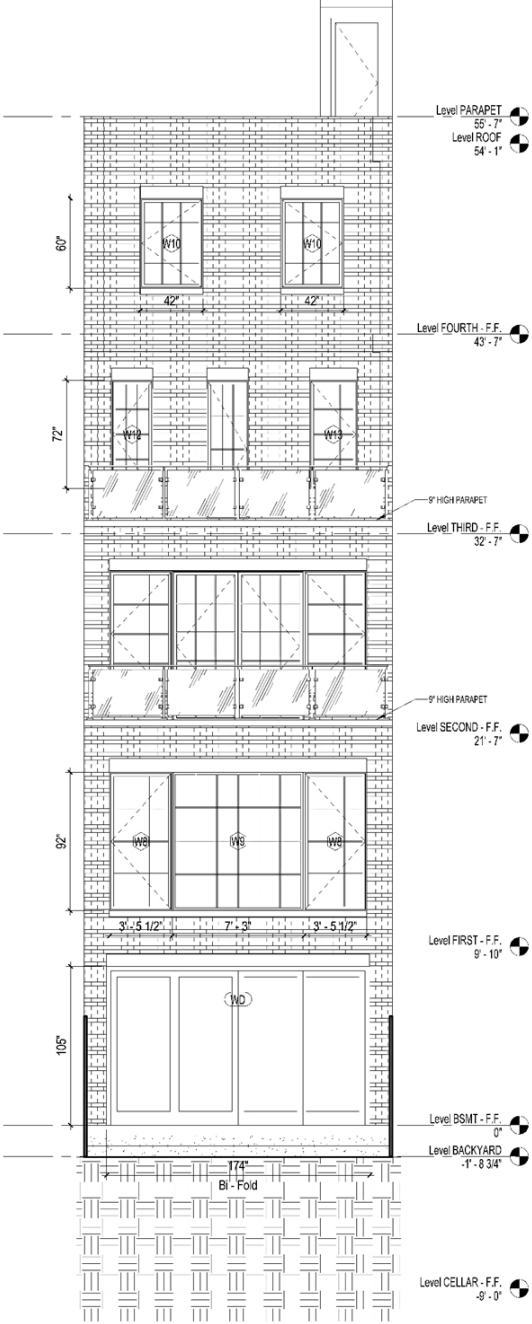 Level PARAPET
55' - 7"
Level ROOF
54' - 1"
60"
W10
W10
42"
42"
Level FOURTH - F.F.
43' - 7"
72"
W12
W13
9" HIGH PARAPET
Level THIRD - F.F.
32' - 7"
9" HIGH PARAPET
Level SECOND - F.F.
21' - 7"
92"
W8
W9
W8
3' - 5 1/2"
7' - 3"
3' - 5 1/2"
Level FIRST - F.F.
9' - 10"
WD
105"
Level BSMT - F.F.
0"
Level BACKYARD
-1' - 8 3/4"
174"
Bi - Fold
Level CELLAR - F.F.
-9' - 0"